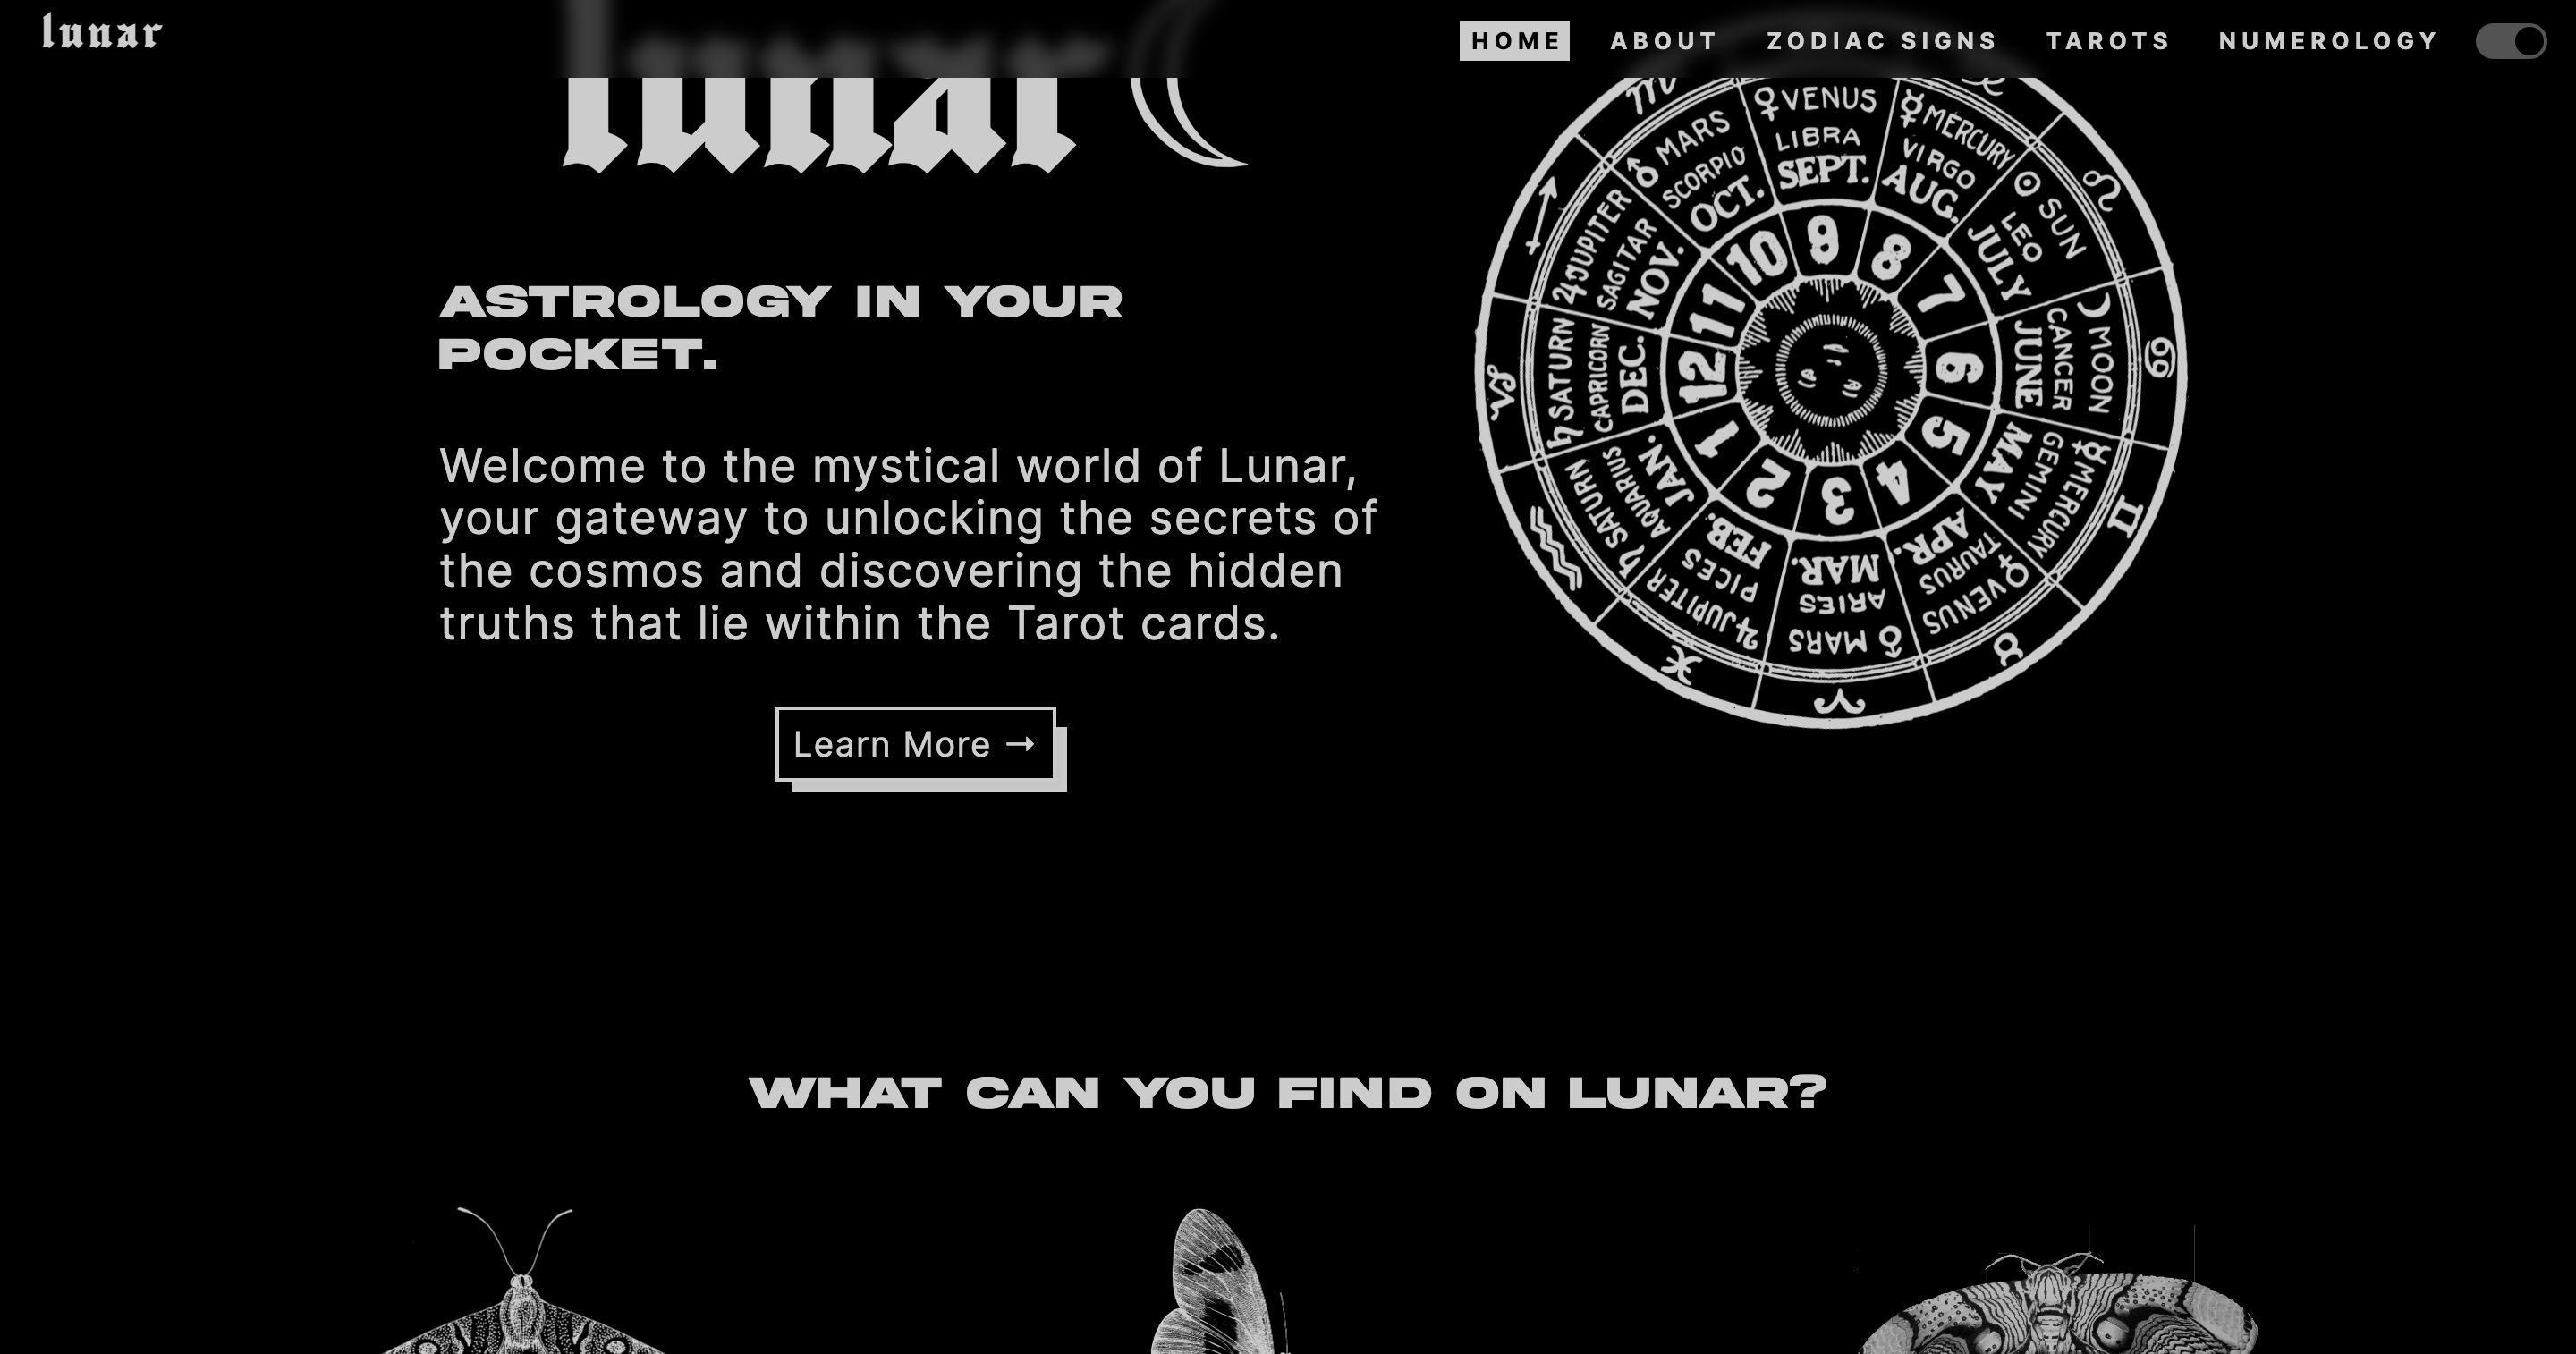 lunar
HOME ABOUT ZODIAC SIGNS TAROTS NUMEROLOGY
lunar
ASTROLOGY IN YOUR
POCKET.
Welcome to the mystical world of Lunar,
your gateway to unlocking the secrets of
the cosmos and discovering the hidden
truths that lie within the Tarot cards.
Learn More →
♀ VENUS
LIBRA
SEPT.
9
☿ MERCURY
VIRGO
AUG.
8
☉ SUN
LEO
JULY
7
☽ MOON
CANCER
JUNE
6
☿ MERCURY
GEMINI
MAY
5
♀ VENUS
TAURUS
APR.
4
♂ MARS
ARIES
MAR.
3
♃ JUPITER
PICES
FEB.
2
♄ SATURN
AQUARIUS
JAN.
1
♄ SATURN
CAPRICORN
DEC.
12
♃ JUPITER
SAGITAR
NOV.
11
♂ MARS
SCORPIO
OCT.
10
WHAT CAN YOU FIND ON LUNAR?